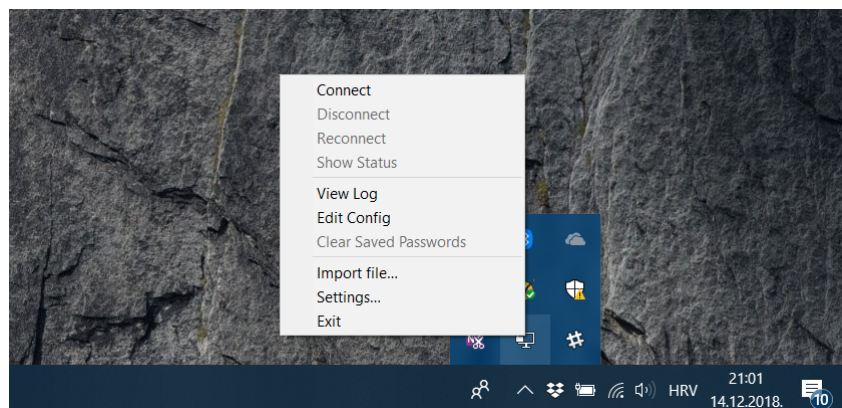 Connect
Disconnect
Reconnect
Show Status
View Log
Edit Config
Clear Saved Passwords
Import file...
Settings...
Exit
HRV
21:01
14.12.2018.
10